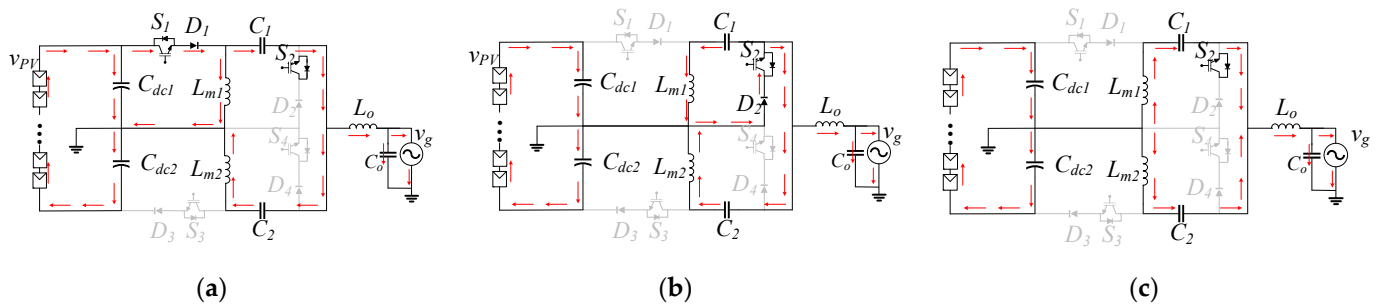 S1 D1 C1
vPV
S2
Cdc1 Lm1 D2 Lo vg
S4
Cdc2 Lm2 Co
D4
D3 S3 C2
(a)
S1 D1 C1
vPV
S2
Cdc1 Lm1 D2 Lo vg
S4
Cdc2 Lm2 Co
D4
D3 S3 C2
(b)
S1 D1 C1
S2
Cdc1 Lm1 D2 Lo vg
S4
Cdc2 Lm2 Co
D4
D3 S3 C2
(c)